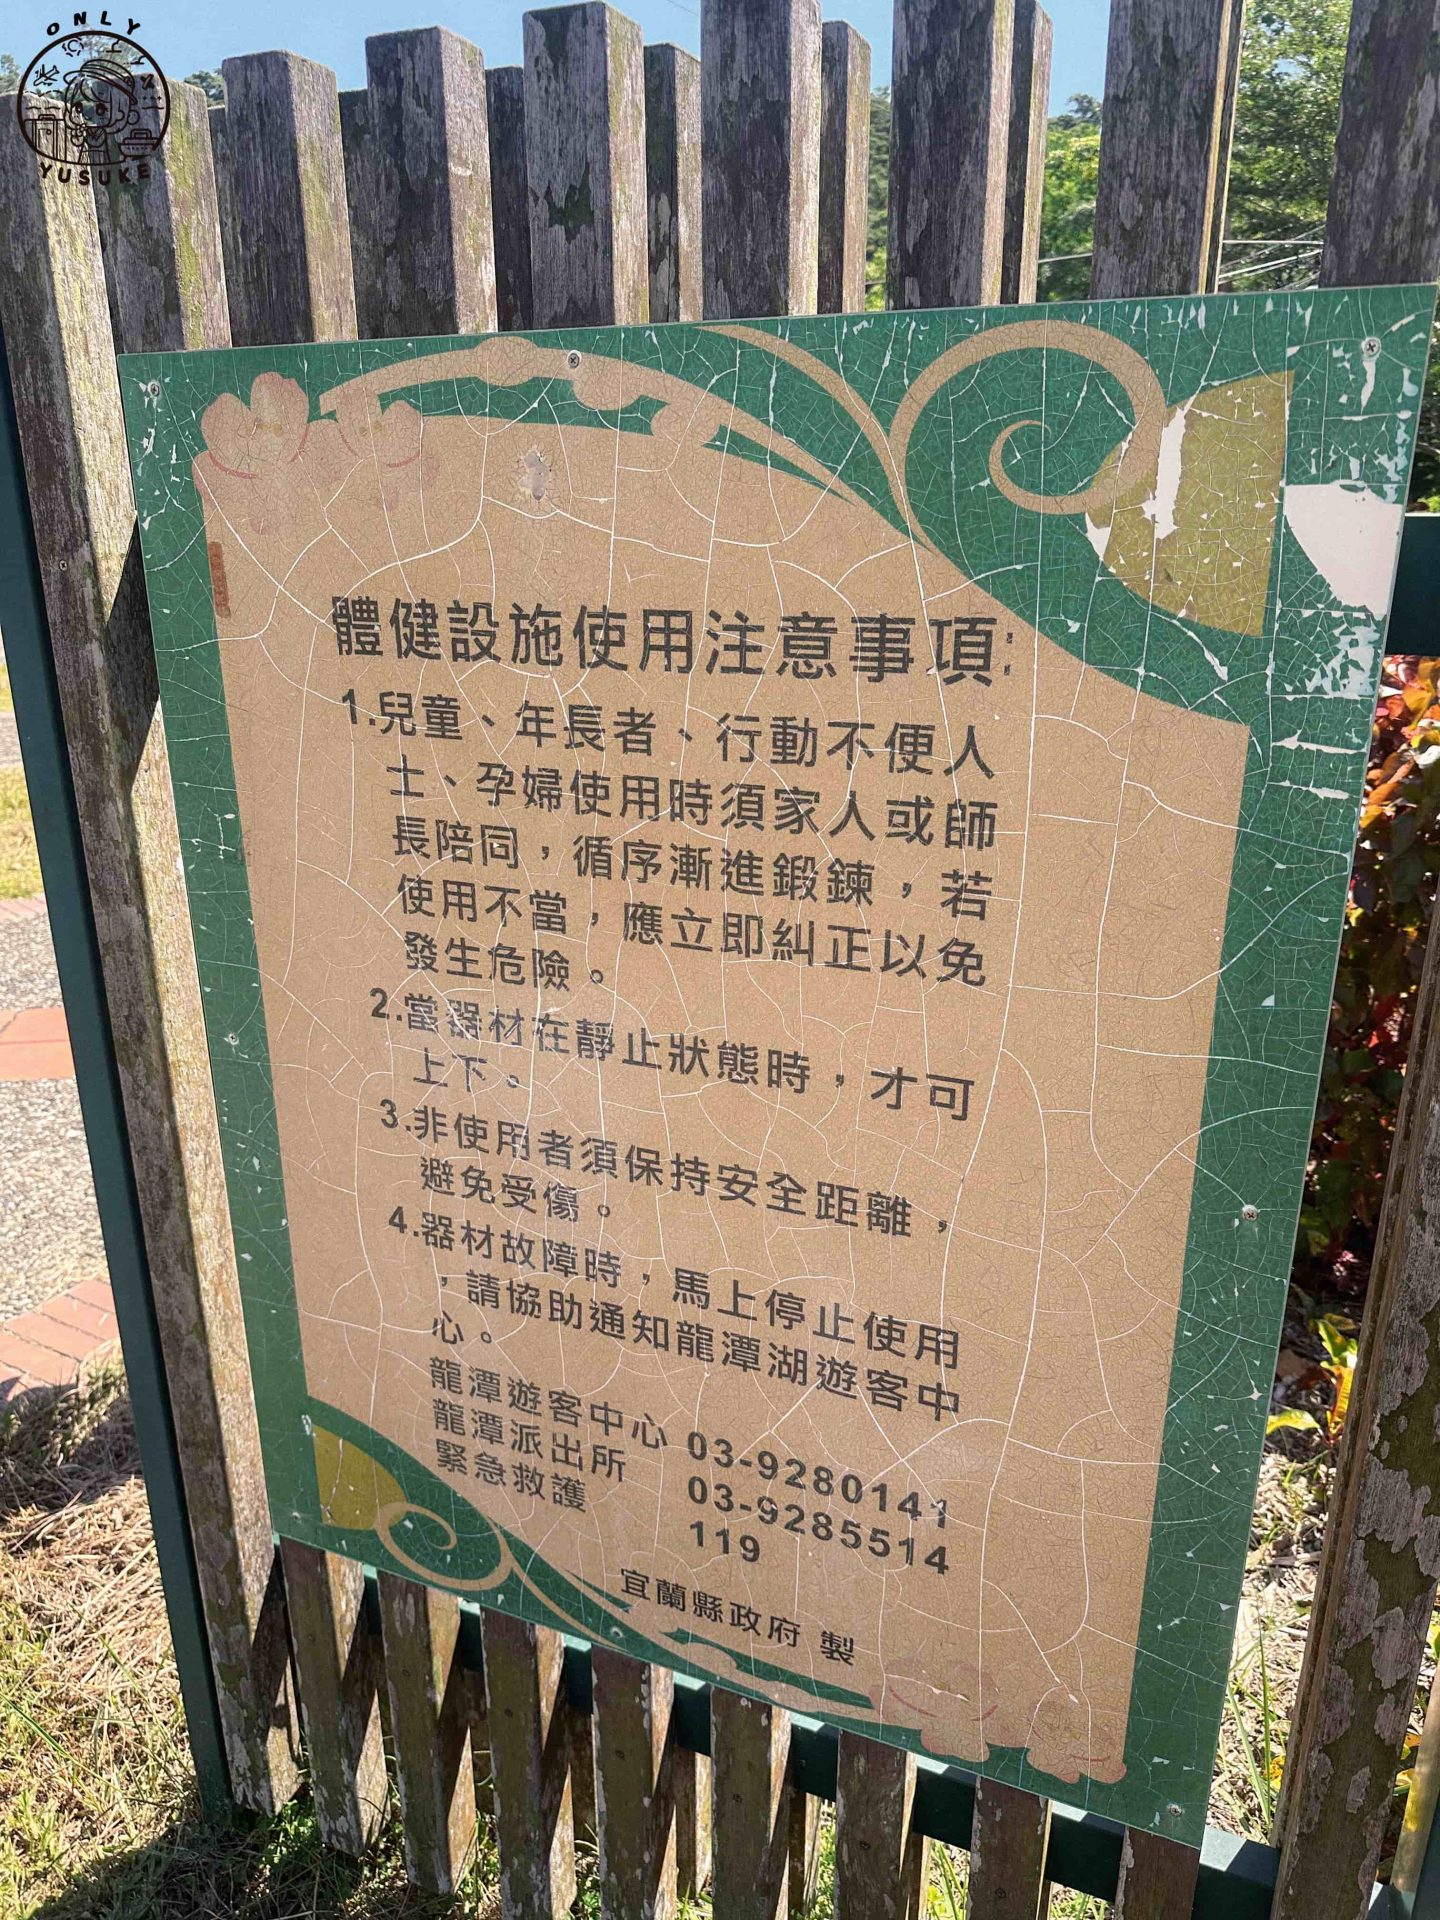 ONLY
YUSUKE
體健設施使用注意事項:
1.兒童、年長者、行動不便人
士、孕婦使用時須家人或師
長陪同，循序漸進鍛鍊，若
使用不當，應立即糾正以免
發生危險。
2.當器材在靜止狀態時，才可
上下。
3.非使用者須保持安全距離，
避免受傷。
4.器材故障時，馬上停止使用
，請協助通知龍潭湖遊客中
心。
龍潭遊客中心 03-9280141
龍潭派出所 03-9285514
緊急救護 119
宜蘭縣政府 製